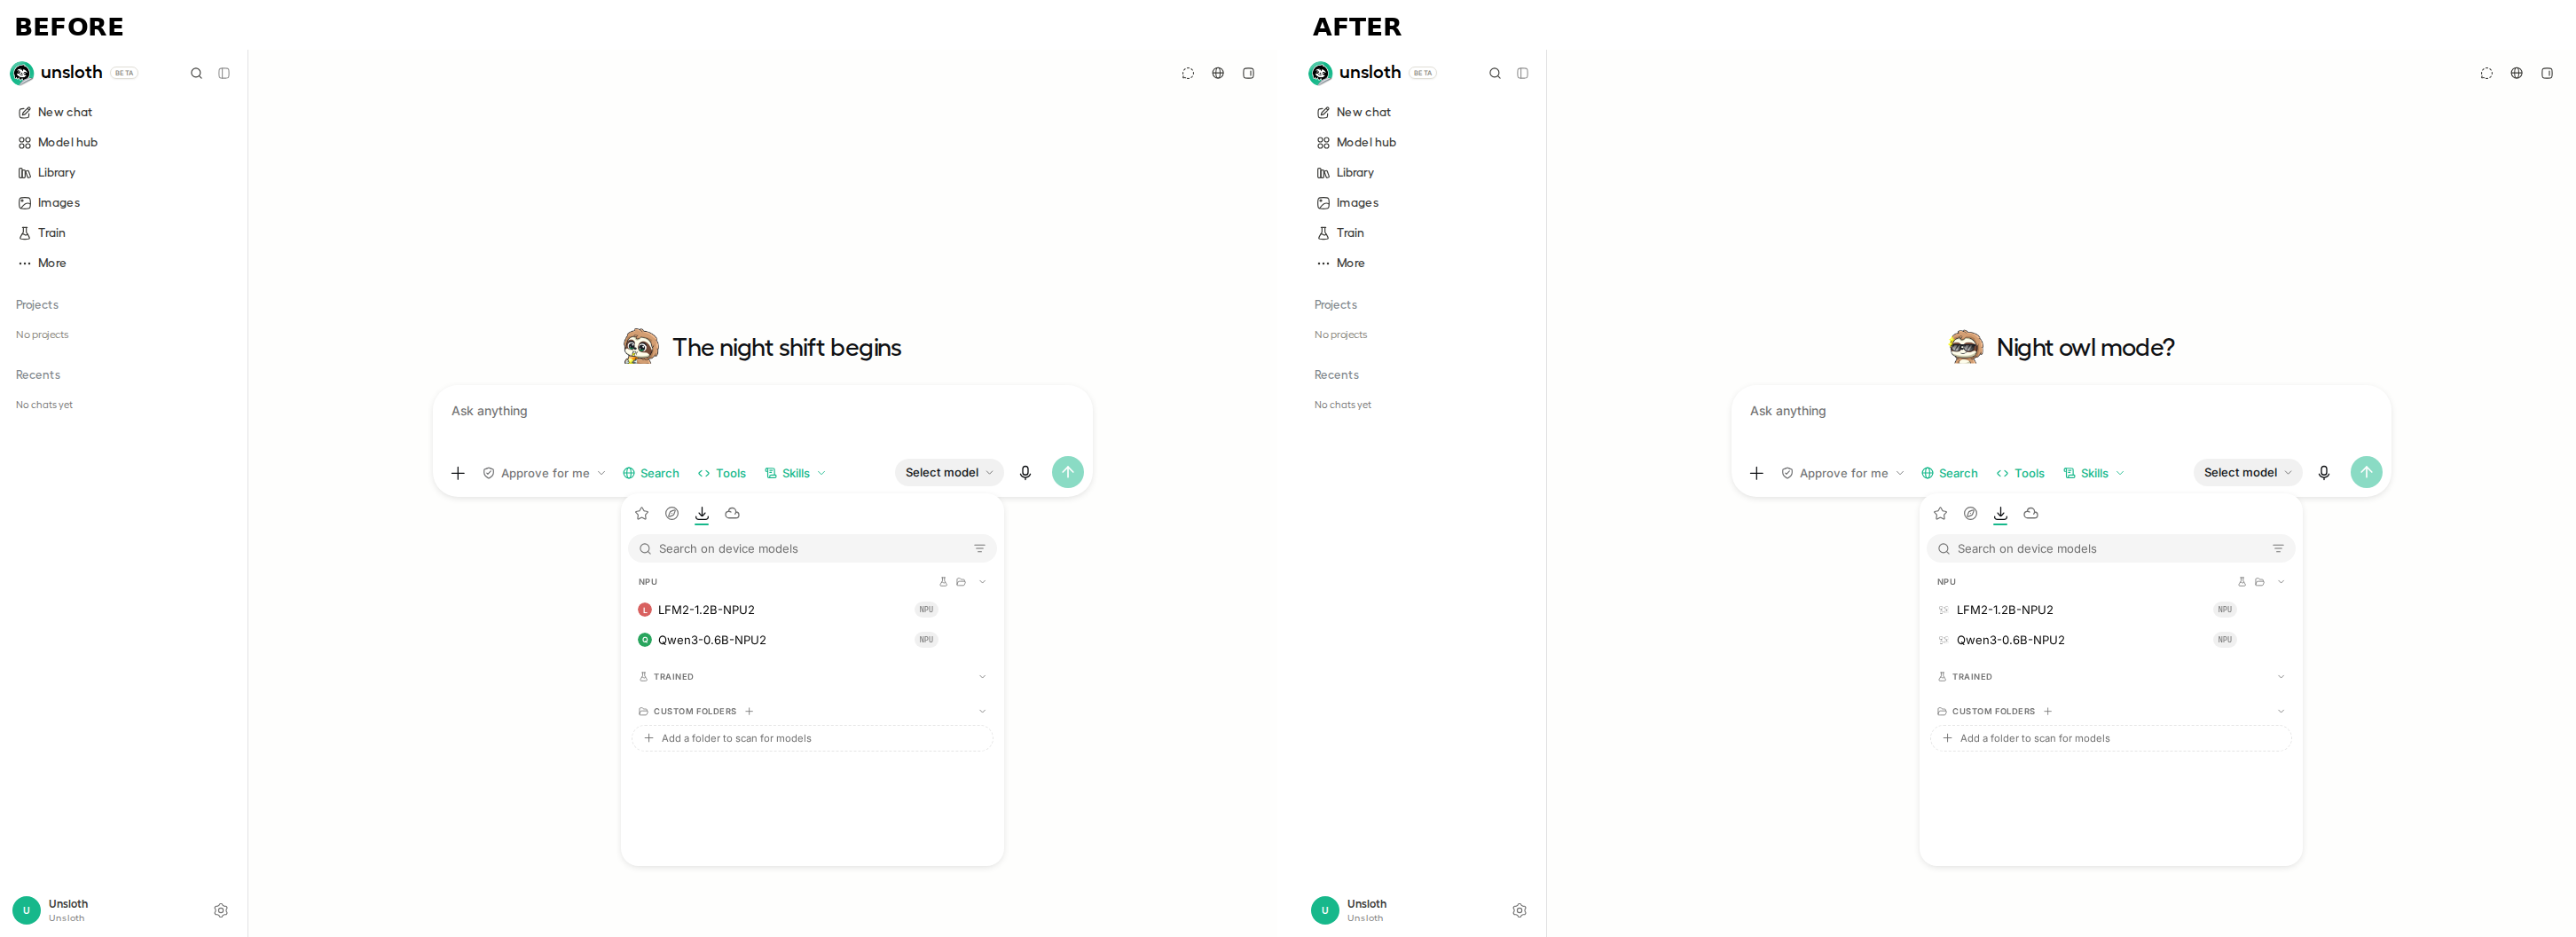 BEFORE
unsloth BETA
New chat
Model hub
Library
Images
Train
More
Projects
No projects
Recents
No chats yet
The night shift begins
Ask anything
Approve for me Search Tools Skills Select model
Search on device models
NPU
L LFM2-1.2B-NPU2 NPU
Q Qwen3-0.6B-NPU2 NPU
TRAINED
CUSTOM FOLDERS
Add a folder to scan for models
U Unsloth
Unsloth
AFTER
unsloth BETA
New chat
Model hub
Library
Images
Train
More
Projects
No projects
Recents
No chats yet
Night owl mode?
Ask anything
Approve for me Search Tools Skills Select model
Search on device models
NPU
LFM2-1.2B-NPU2 NPU
Qwen3-0.6B-NPU2 NPU
TRAINED
CUSTOM FOLDERS
Add a folder to scan for models
U Unsloth
Unsloth